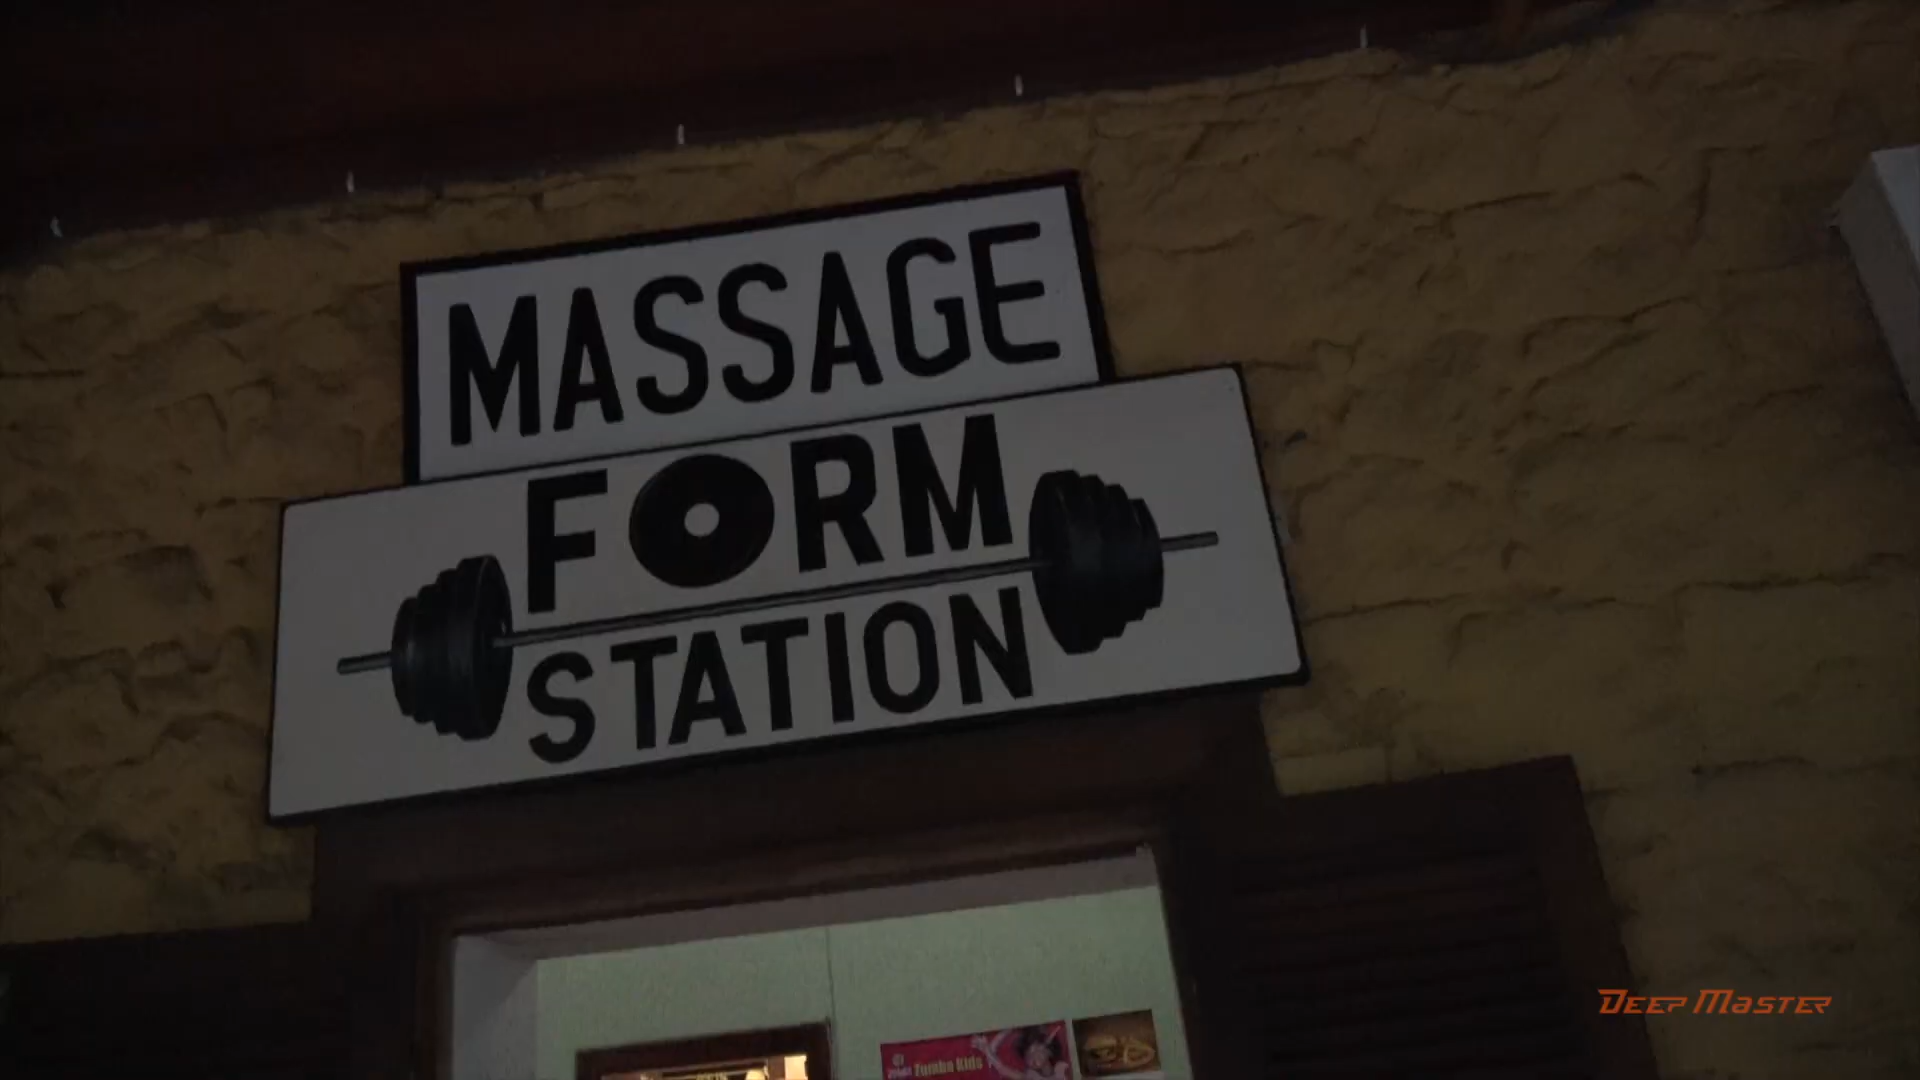 MASSAGE
FORM
STATION
Zumba Kids
DEEP MASTER